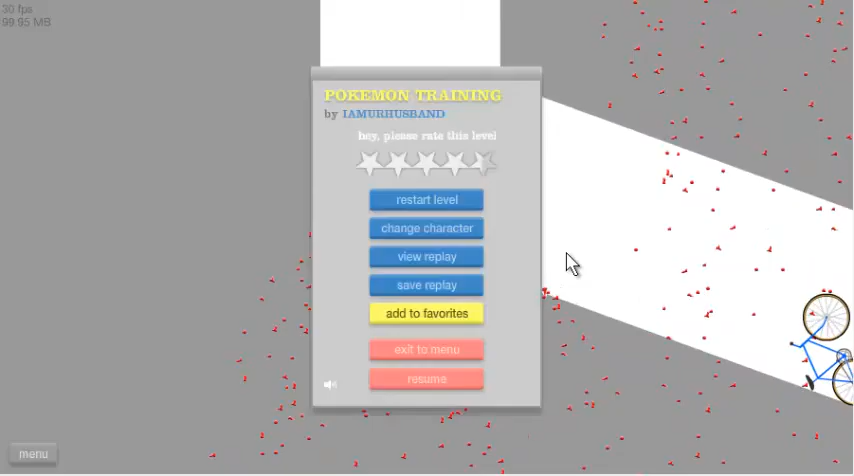 30 fps
99.95 MB
POKEMON TRAINING
by IAMURHUSBAND
hey, please rate this level
restart level
change character
view replay
save replay
add to favorites
exit to menu
resume
menu